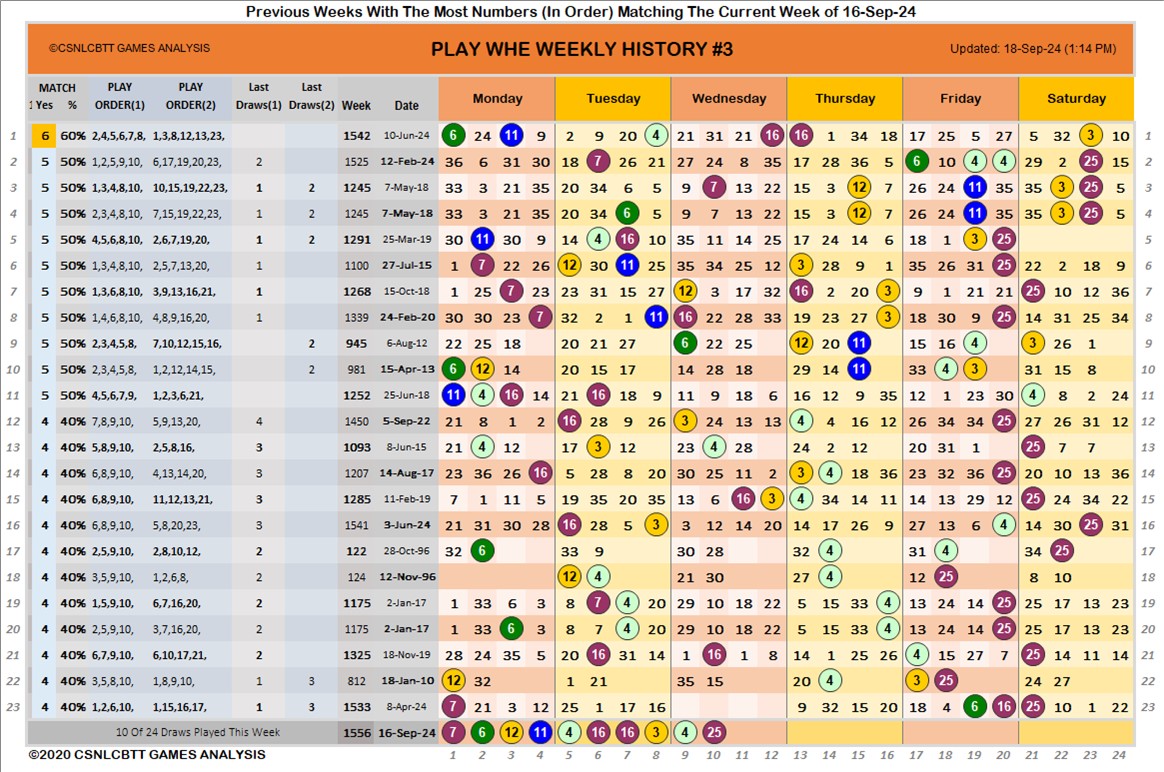 Previous Weeks With The Most Numbers (In Order) Matching The Current Week of 16-Sep-24
©CSNLCBTT GAMES ANALYSIS PLAY WHE WEEKLY HISTORY #3 Updated: 18-Sep-24 (1:14 PM)
MATCH PLAY PLAY Last Last
1 Yes % ORDER(1) ORDER(2) Draws(1) Draws(2) Week Date Monday Tuesday Wednesday Thursday Friday Saturday
1 6 60% 2,4,5,6,7,8, 1,3,8,12,13,23, 1542 10-Jun-24 6 24 11 9 2 9 20 4 21 31 21 16 16 1 34 18 17 25 5 27 5 32 3 10 1
2 5 50% 1,2,5,9,10, 6,17,19,20,23, 2 1525 12-Feb-24 36 6 31 30 18 7 26 21 27 24 8 35 17 28 36 5 6 10 4 4 29 2 25 15 2
3 5 50% 1,3,4,8,10, 10,15,19,22,23, 1 2 1245 7-May-18 33 3 21 35 20 34 6 5 9 7 13 22 15 3 12 7 26 24 11 35 35 3 25 5 3
4 5 50% 2,3,4,8,10, 7,15,19,22,23, 1 2 1245 7-May-18 33 3 21 35 20 34 6 5 9 7 13 22 15 3 12 7 26 24 11 35 35 3 25 5 4
5 5 50% 4,5,6,8,10, 2,6,7,19,20, 1 2 1291 25-Mar-19 30 11 30 9 14 4 16 10 35 11 14 25 17 24 14 6 18 1 3 25 5
6 5 50% 1,3,4,8,10, 2,5,7,13,20, 1 1100 27-Jul-15 1 7 22 26 12 30 11 25 35 34 25 12 3 28 9 1 35 26 31 25 22 2 18 9 6
7 5 50% 1,3,6,8,10, 3,9,13,16,21, 1 1268 15-Oct-18 1 25 7 23 23 31 15 27 12 3 17 32 16 2 20 3 9 1 21 21 25 10 12 36 7
8 5 50% 1,4,6,8,10, 4,8,9,16,20, 1 1339 24-Feb-20 30 30 23 7 32 2 1 11 16 22 28 33 19 23 27 3 18 30 9 25 14 31 25 34 8
9 5 50% 2,3,4,5,8, 7,10,12,15,16, 2 945 6-Aug-12 22 25 18 20 21 27 6 22 25 12 20 11 15 16 4 3 26 1 9
10 5 50% 2,3,4,5,8, 1,2,12,14,15, 2 981 15-Apr-13 6 12 14 20 15 17 14 28 18 29 14 11 33 4 3 31 15 8 10
11 5 50% 4,5,6,7,9, 1,2,3,6,21, 1252 25-Jun-18 11 4 16 14 21 16 18 9 11 9 18 6 16 12 9 35 12 1 23 30 4 8 2 24 11
12 4 40% 7,8,9,10, 5,9,13,20, 4 1450 5-Sep-22 21 8 1 2 16 28 9 26 3 24 13 13 4 4 16 12 26 34 34 25 27 26 31 12 12
13 4 40% 5,8,9,10, 2,5,8,16, 3 1093 8-Jun-15 21 4 12 17 3 12 23 4 28 24 2 12 20 31 1 25 7 7 13
14 4 40% 6,8,9,10, 4,13,14,20, 3 1207 14-Aug-17 23 36 26 16 5 28 8 20 30 25 11 2 3 4 18 36 23 32 36 25 20 10 13 36 14
15 4 40% 6,8,9,10, 11,12,13,21, 3 1285 11-Feb-19 7 1 11 5 19 35 20 35 13 6 16 3 4 34 14 11 14 13 29 12 25 24 34 22 15
16 4 40% 6,8,9,10, 5,8,20,23, 3 1541 3-Jun-24 21 31 30 28 16 28 5 3 3 12 14 20 14 17 26 9 27 13 6 4 14 30 25 31 16
17 4 40% 2,5,9,10, 2,8,10,12, 2 122 28-Oct-96 32 6 33 9 30 28 32 4 31 4 34 25 17
18 4 40% 3,5,9,10, 1,2,6,8, 2 124 12-Nov-96 12 4 21 30 27 4 18 25 8 10 18
19 4 40% 1,5,9,10, 6,7,16,20, 2 1175 2-Jan-17 1 33 6 3 8 7 4 20 29 10 18 22 5 15 33 4 13 24 14 25 25 17 13 23 19
20 4 40% 2,5,9,10, 3,7,16,20, 2 1175 2-Jan-17 1 33 6 3 8 7 4 20 29 10 18 22 5 15 33 4 13 24 14 25 25 17 13 23 20
21 4 40% 6,7,9,10, 6,10,17,21, 2 1325 18-Nov-19 28 24 35 5 20 16 31 14 1 16 1 8 14 1 25 26 4 15 27 7 25 14 11 14 21
22 4 40% 3,5,8,10, 1,8,9,10, 1 3 812 18-Jan-10 12 32 1 21 35 15 20 4 3 25 24 27 22
23 4 40% 1,2,6,10, 1,15,16,17, 1 3 1533 8-Apr-24 7 21 3 12 25 1 17 16 9 32 15 20 18 4 6 16 25 10 1 22 23
10 Of 24 Draws Played This Week 1556 16-Sep-24 7 6 12 11 4 16 16 3 4 25
©2020 CSNLCBTT GAMES ANALYSIS 1 2 3 4 5 6 7 8 9 10 11 12 13 14 15 16 17 18 19 20 21 22 23 24